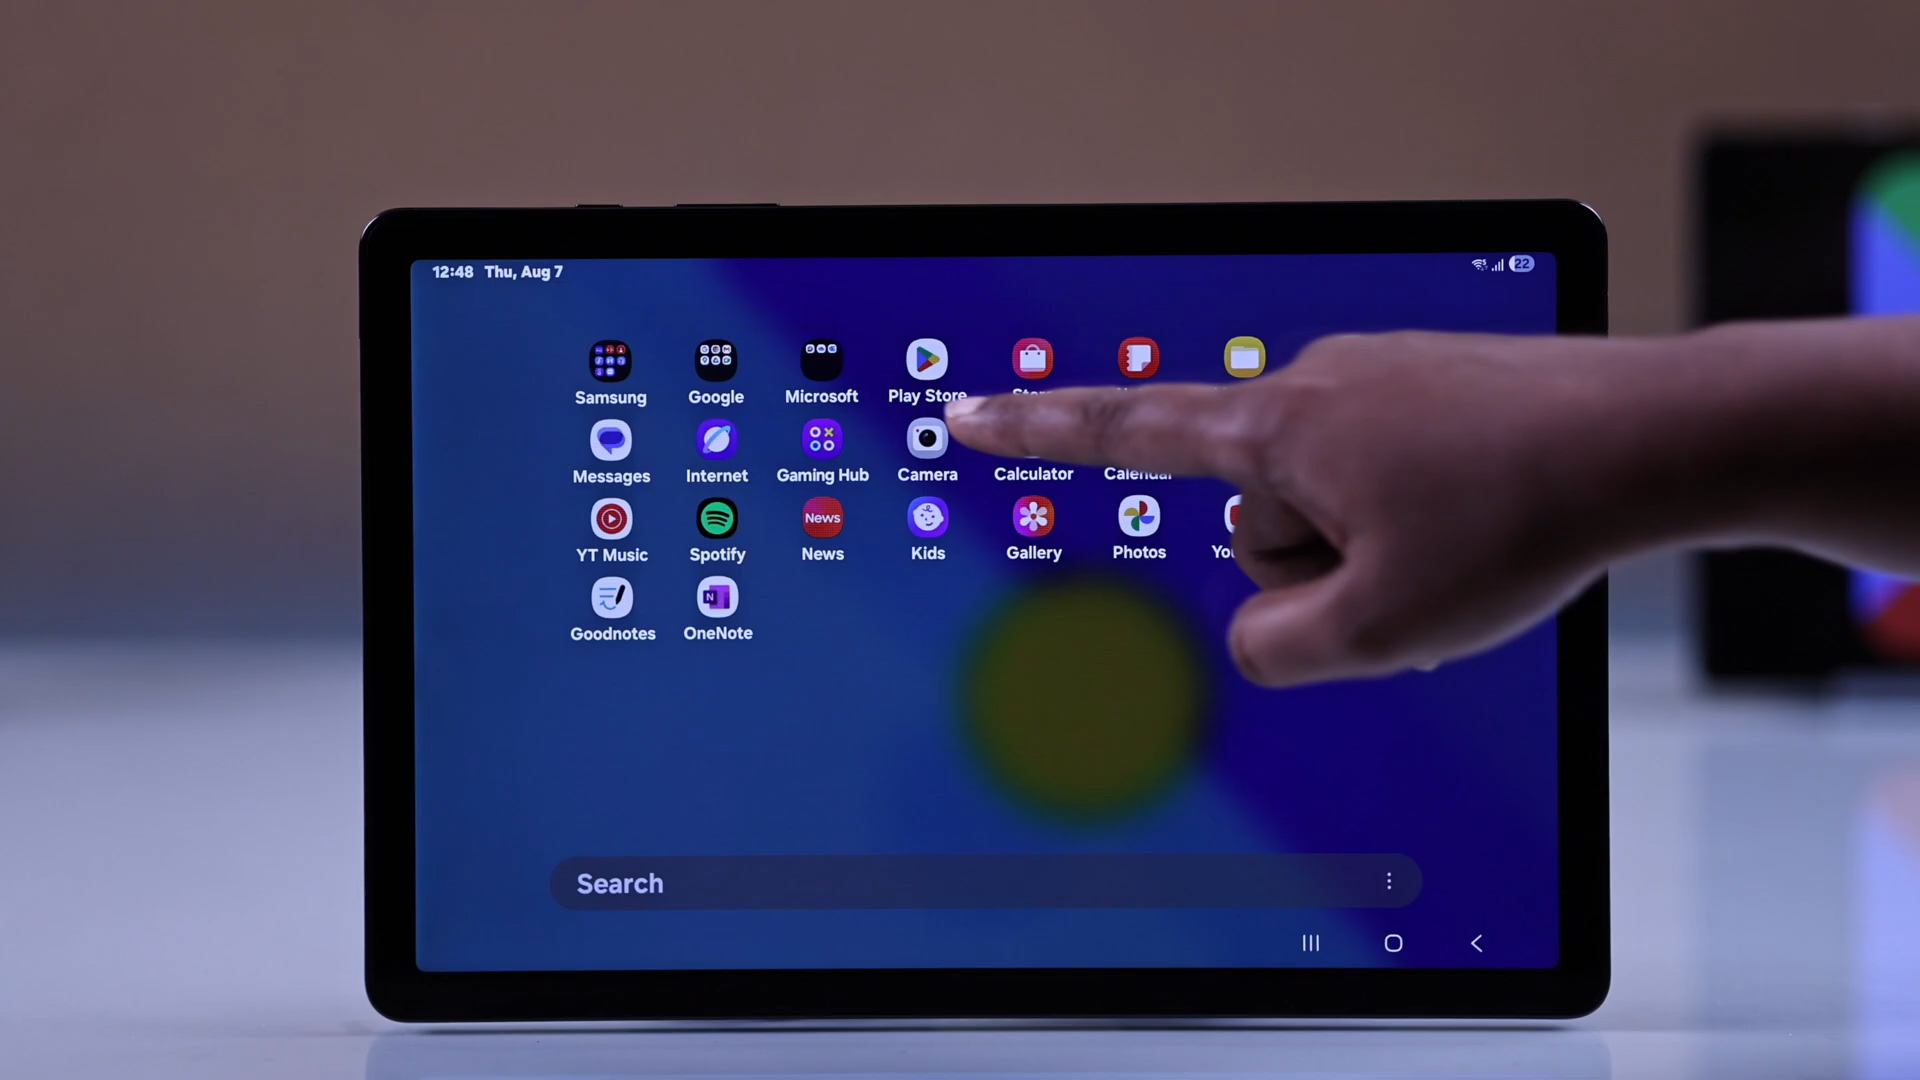 12:48 Thu, Aug 7
22
Samsung Google Microsoft Play Store
Messages Internet Gaming Hub Camera Calculator Calendar
News
YT Music Spotify News Kids Gallery Photos
N
Goodnotes OneNote
Search